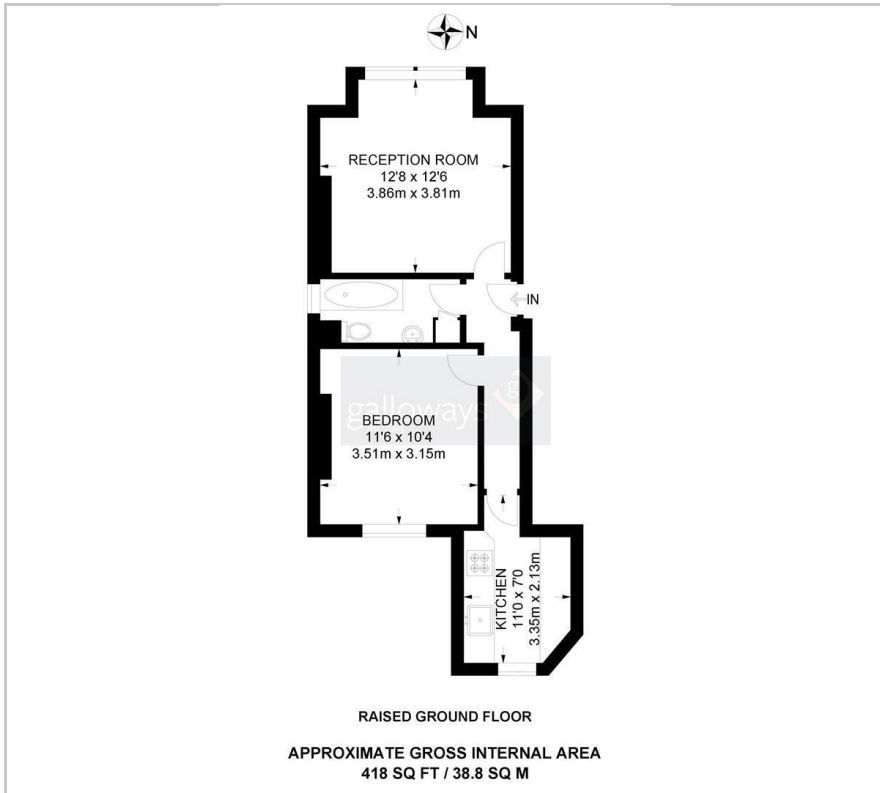 N
RECEPTION ROOM
12'8 x 12'6
3.86m x 3.81m
IN
galloways
g
BEDROOM
11'6 x 10'4
3.51m x 3.15m
KITCHEN
11'0 x 7'0
3.35m x 2.13m
RAISED GROUND FLOOR
APPROXIMATE GROSS INTERNAL AREA
418 SQ FT / 38.8 SQ M